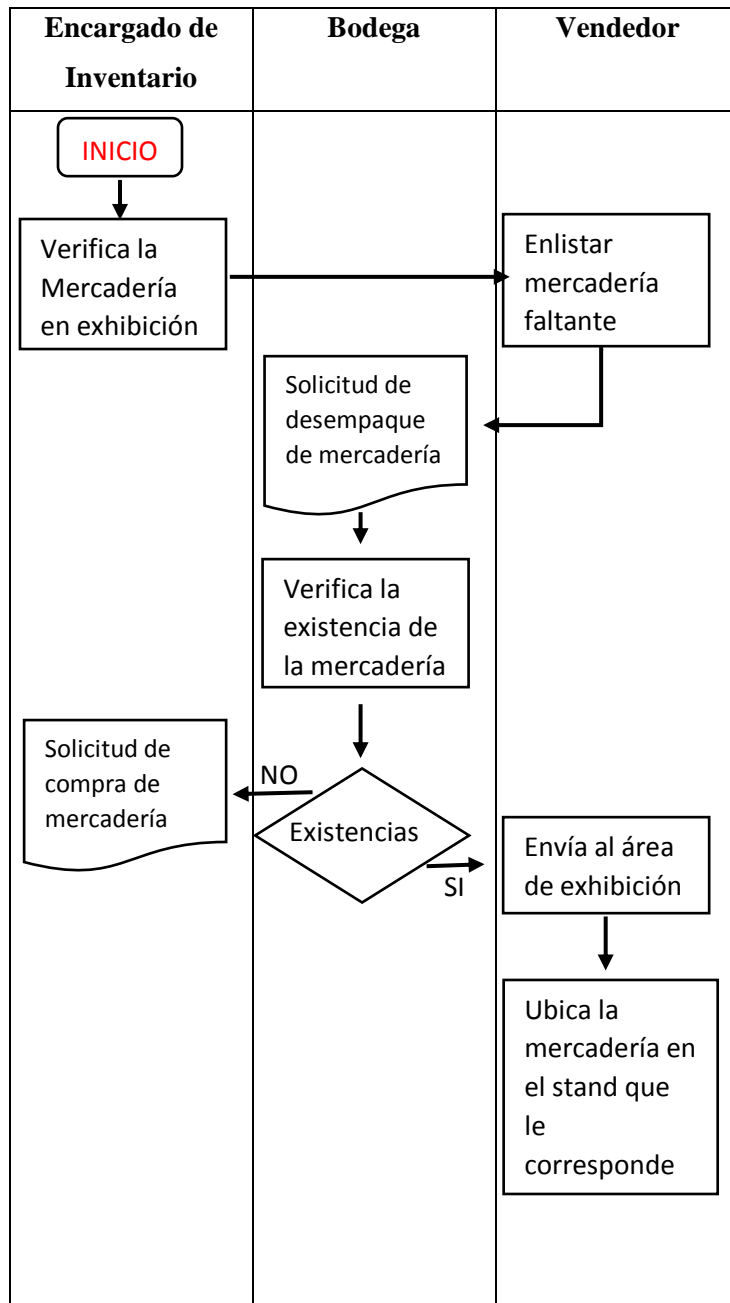 Encargado de
Inventario
Bodega
Vendedor
INICIO
Verifica la
Mercadería
en exhibición
Enlistar
mercadería
faltante
Solicitud de
desempaque
de mercadería
Verifica la
existencia de
la mercadería
Solicitud de
compra de
mercadería
NO
Existencias
SI
Envía al área
de exhibición
Ubica la
mercadería en
el stand que
le
corresponde